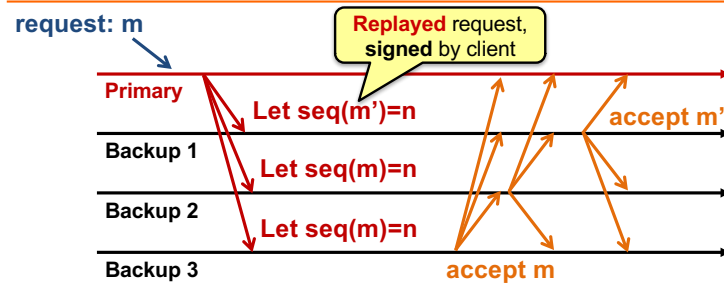 request: m
Replayed request,
signed by client
Primary
Let seq(m’)=n
accept m’
Backup 1
Let seq(m)=n
Backup 2
Let seq(m)=n
Backup 3
accept m